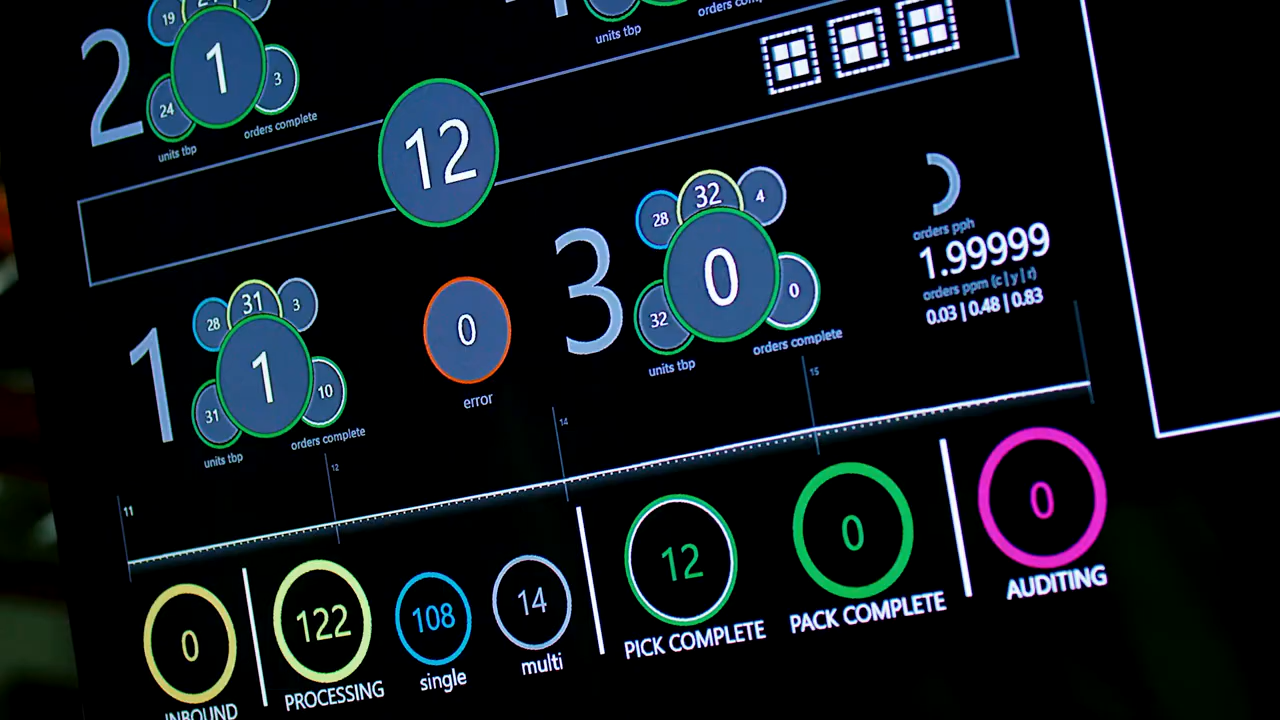 19
2
1
24
3
units tbp
orders complete
units tbp
12
28
32
4
3
0
32
0
units tbp
orders complete
orders pph
1.99999
orders ppm (c | y | r)
0.03 | 0.48 | 0.83
28
31
3
1
1
31
10
units tbp
orders complete
0
error
11
12
14
15
0
INBOUND
122
PROCESSING
108
single
14
multi
12
PICK COMPLETE
0
PACK COMPLETE
0
AUDITING